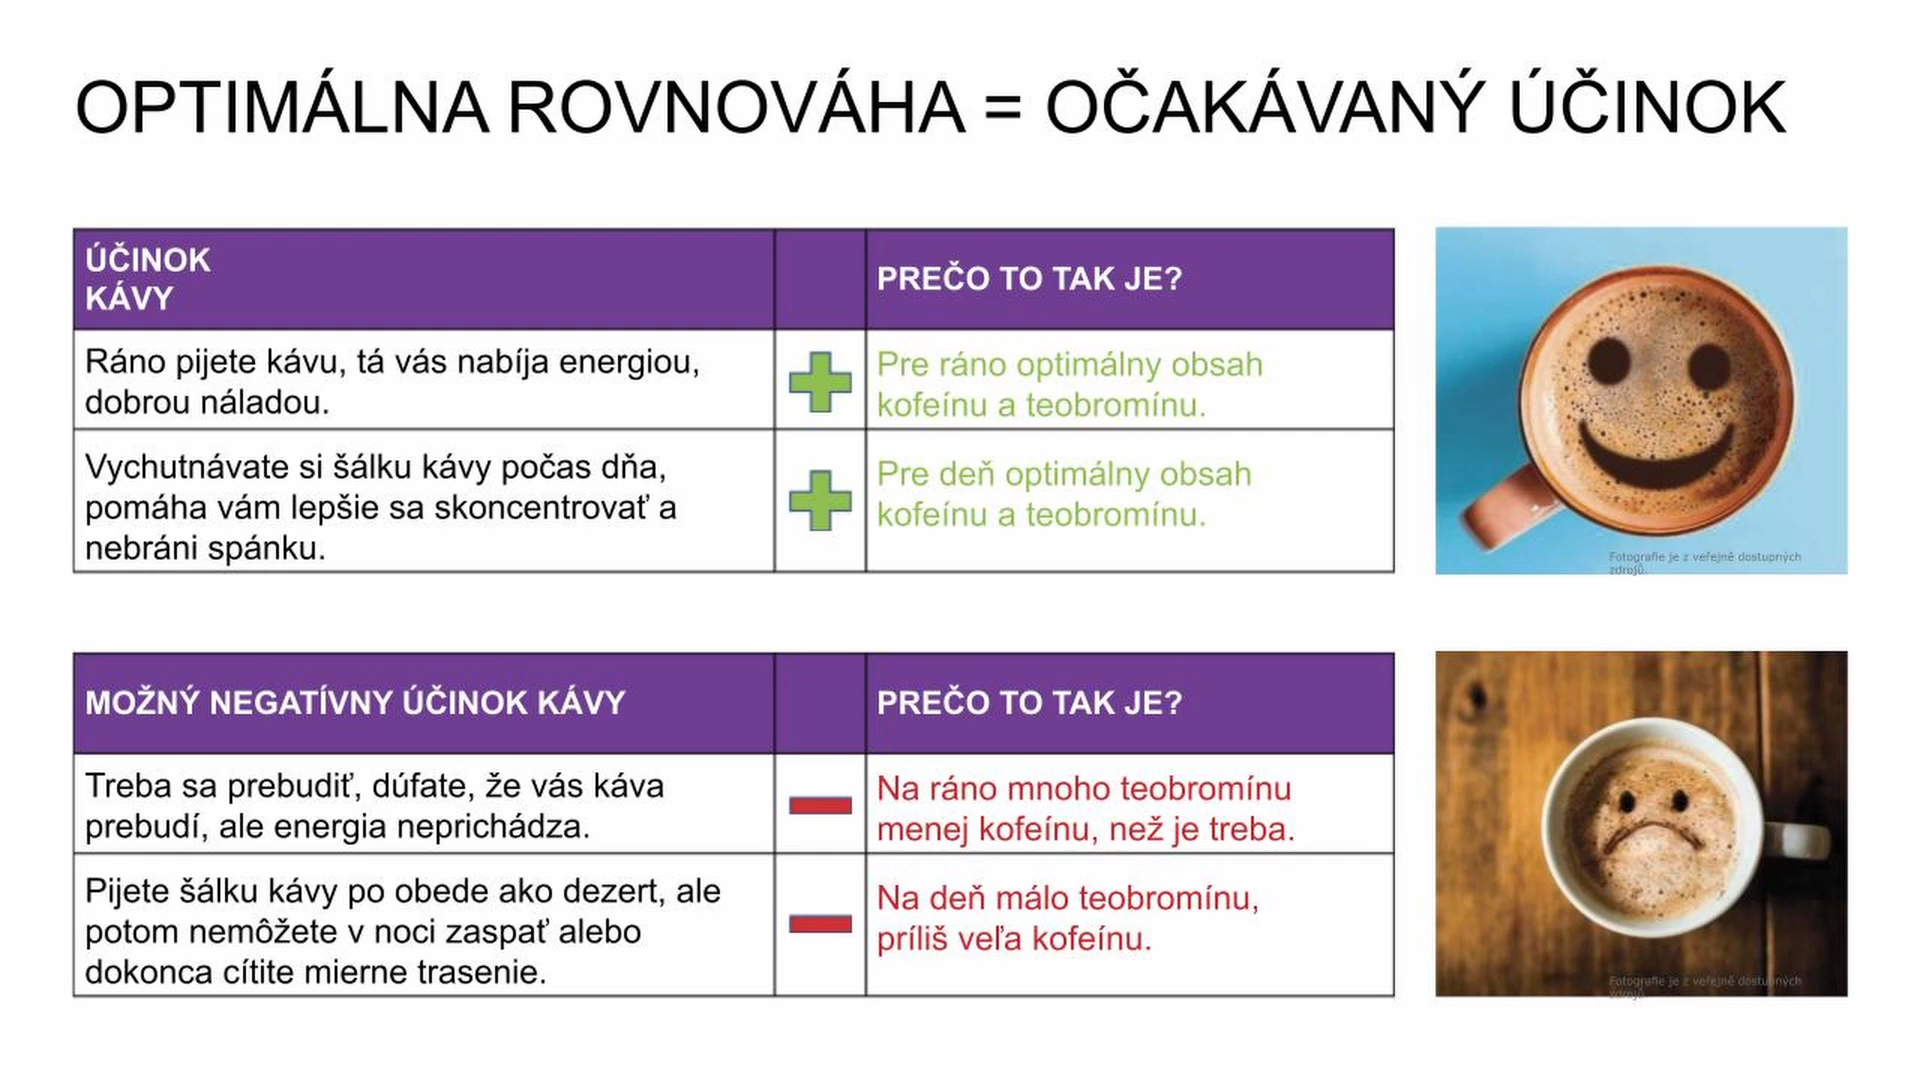 OPTIMÁLNA ROVNOVÁHA = OČAKÁVANÝ ÚČINOK
ÚČINOK
KÁVY
PREČO TO TAK JE?
Ráno pijete kávu, tá vás nabíja energiou,
dobrou náladou.
Pre ráno optimálny obsah
kofeínu a teobromínu.
Vychutnávate si šálku kávy počas dňa,
pomáha vám lepšie sa skoncentrovať a
nebráni spánku.
Pre deň optimálny obsah
kofeínu a teobromínu.
Fotografie je z veřejně dostupných
zdrojů.
MOŽNÝ NEGATÍVNY ÚČINOK KÁVY
PREČO TO TAK JE?
Treba sa prebudiť, dúfate, že vás káva
prebudí, ale energia neprichádza.
Na ráno mnoho teobromínu
menej kofeínu, než je treba.
Pijete šálku kávy po obede ako dezert, ale
potom nemôžete v noci zaspať alebo
dokonca cítite mierne trasenie.
Na deň málo teobromínu,
príliš veľa kofeínu.
Fotografie je z veřejně dostupných
zdrojů.